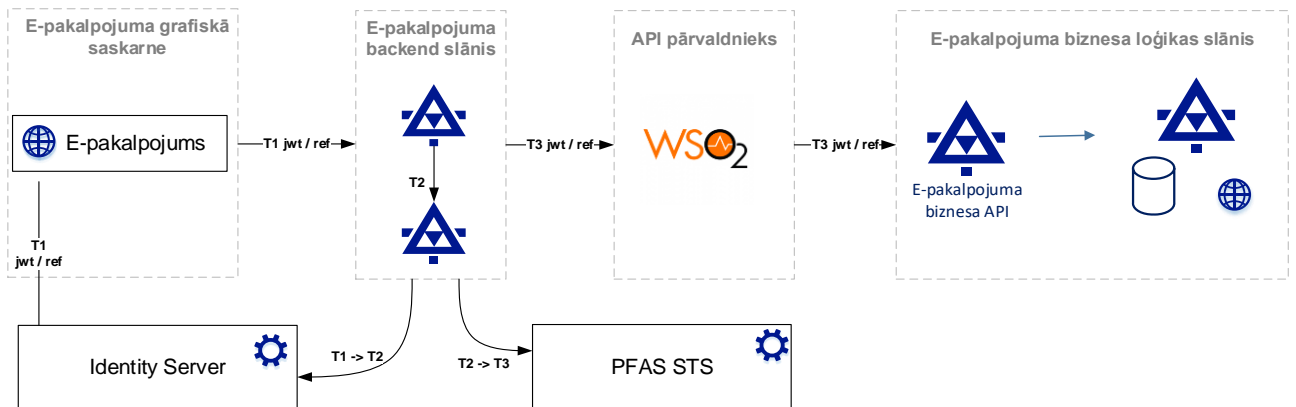 E-pakalpojuma grafiskā
saskarne
E-pakalpojums
T1
jwt / ref
T1 jwt / ref
E-pakalpojuma
backend slānis
T2
T3 jwt / ref
API pārvaldnieks
WSO2
T3 jwt / ref
E-pakalpojuma biznesa loģikas slānis
E-pakalpojuma
biznesa API
Identity Server
T1 -> T2
T2 -> T3
PFAS STS